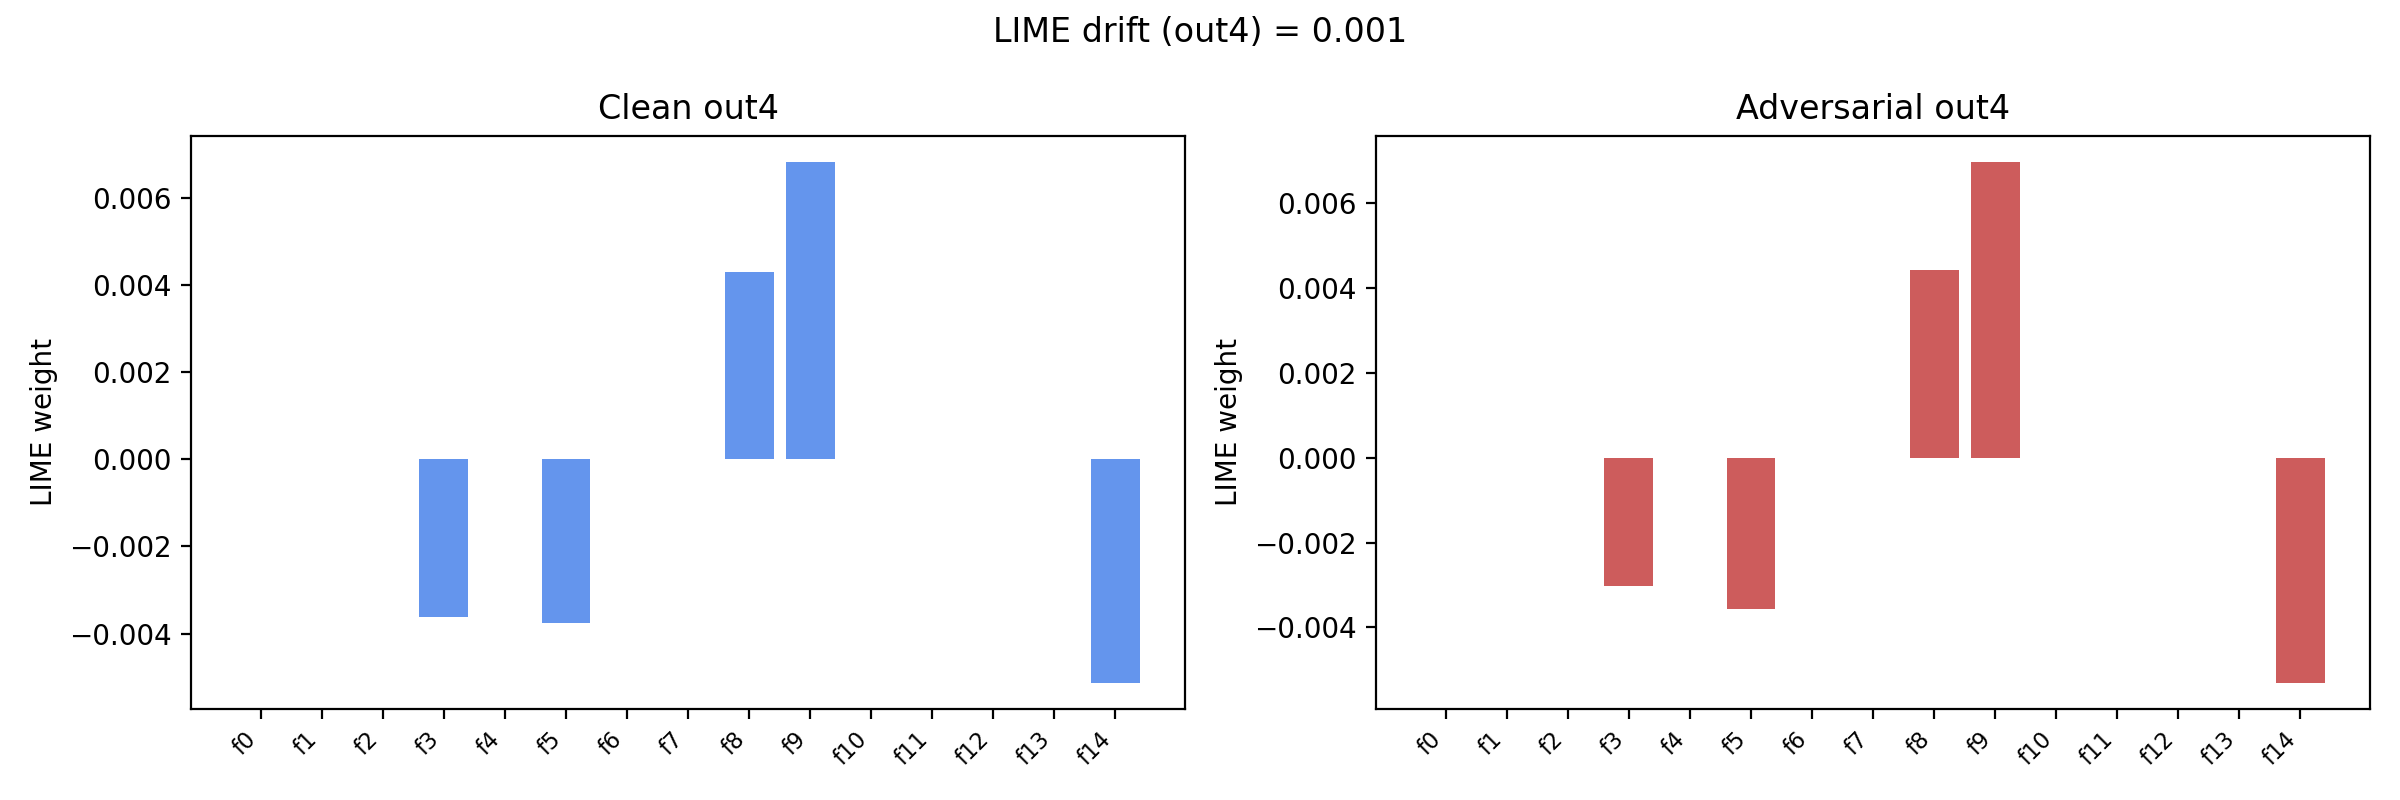 LIME drift (out4) = 0.001
Clean out4
LIME weight
0.006
0.004
0.002
0.000
−0.002
−0.004
f0 f1 f2 f3 f4 f5 f6 f7 f8 f9 f10 f11 f12 f13 f14
Adversarial out4
LIME weight
0.006
0.004
0.002
0.000
−0.002
−0.004
f0 f1 f2 f3 f4 f5 f6 f7 f8 f9 f10 f11 f12 f13 f14